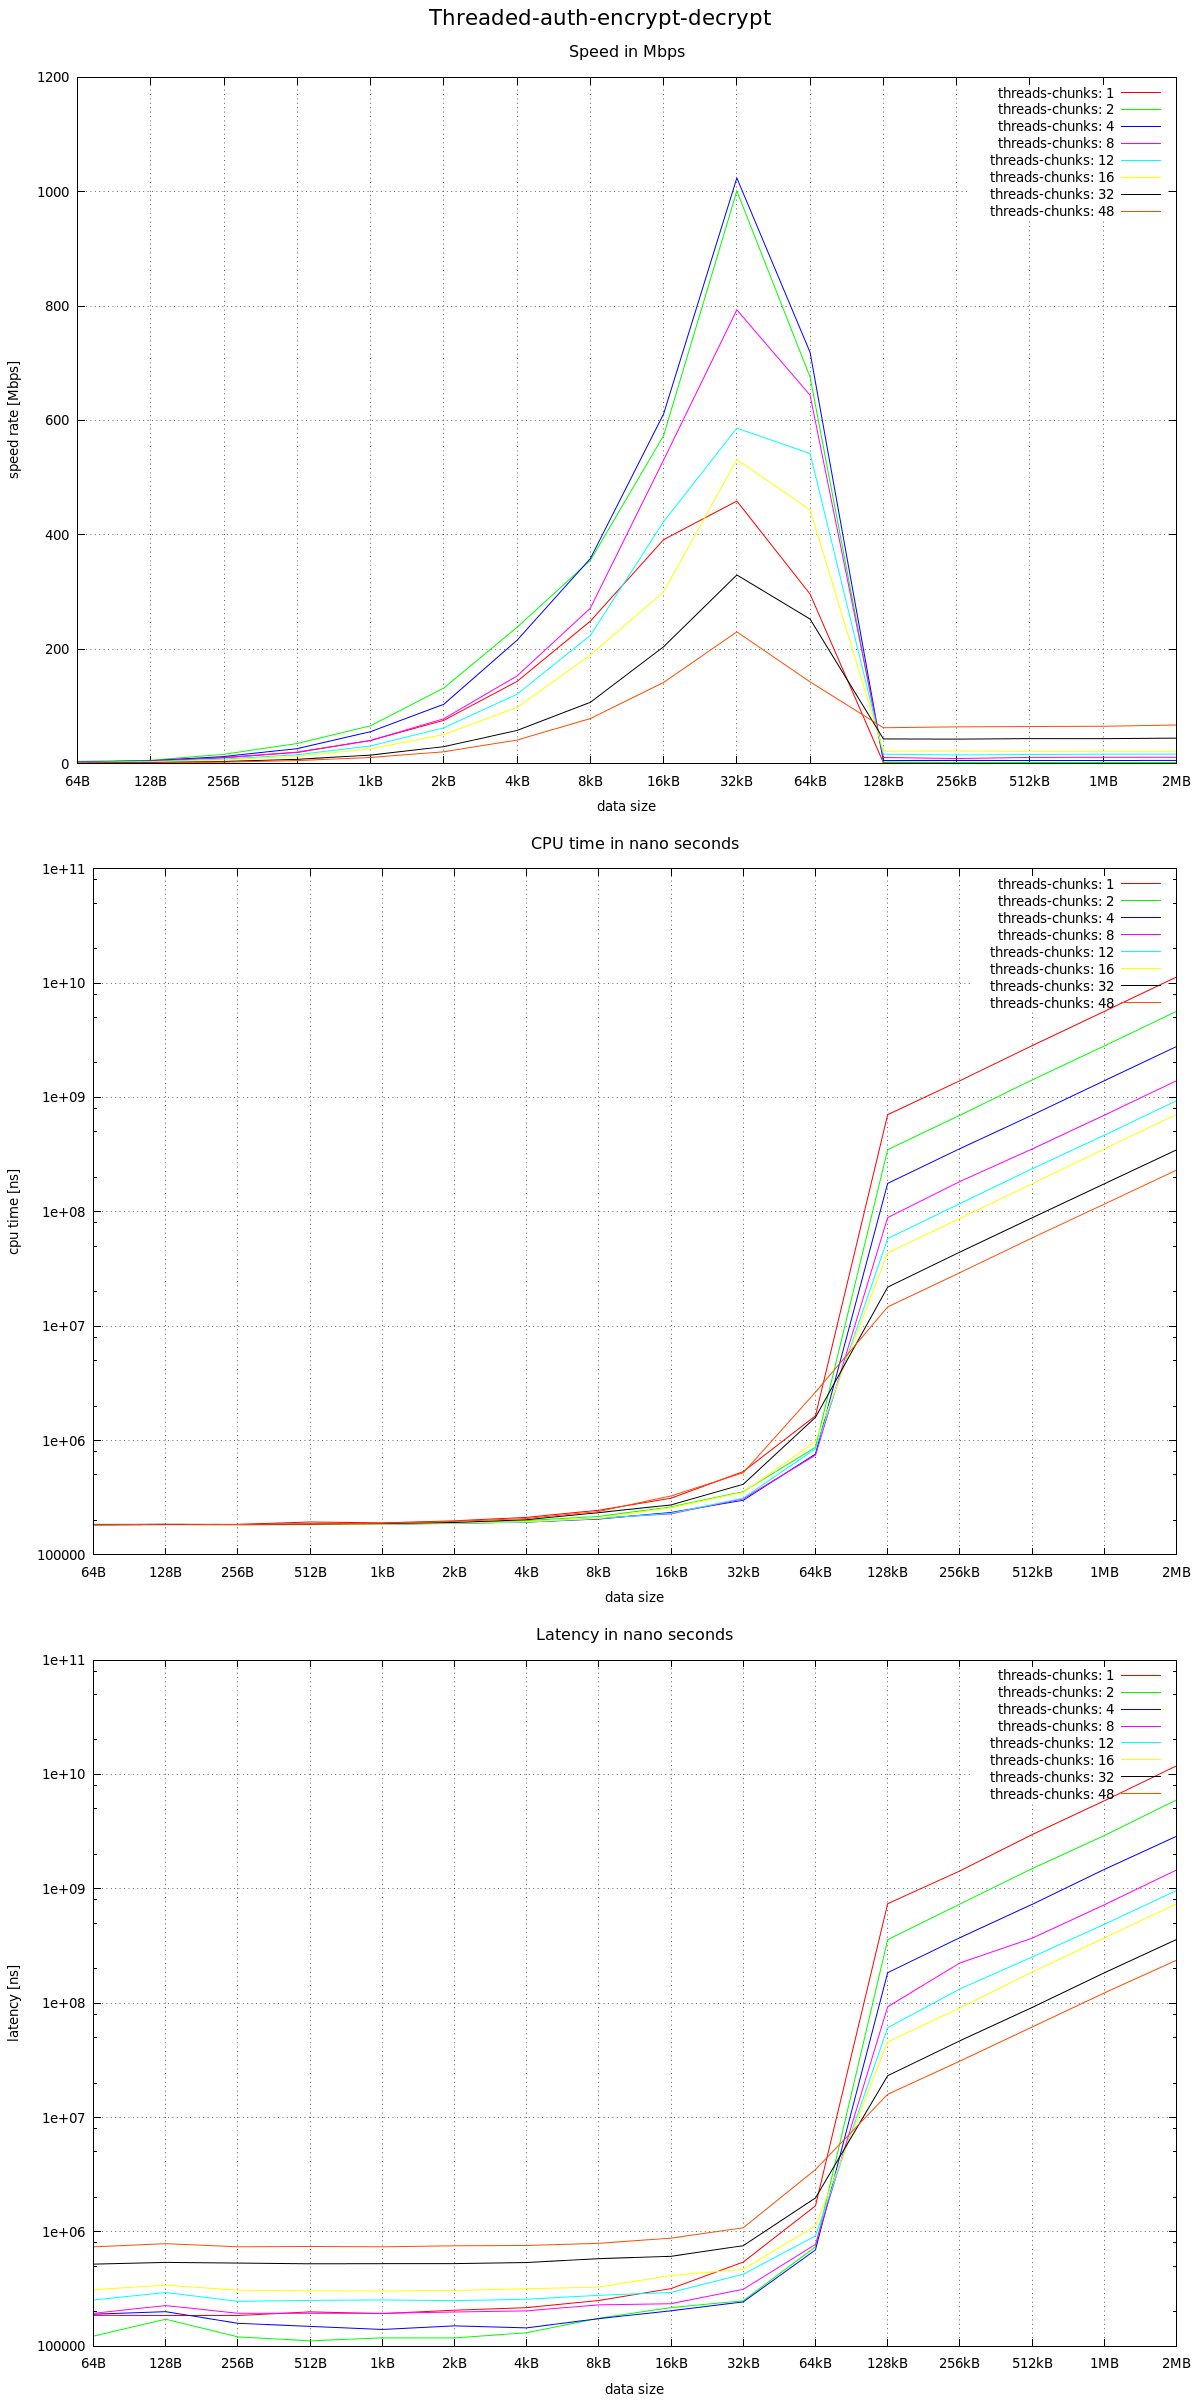 Threaded-auth-encrypt-decrypt
Speed in Mbps
1200
1000
800
600
400
200
0
speed rate [Mbps]
threads-chunks: 1
threads-chunks: 2
threads-chunks: 4
threads-chunks: 8
threads-chunks: 12
threads-chunks: 16
threads-chunks: 32
threads-chunks: 48
64B 128B 256B 512B 1kB 2kB 4kB 8kB 16kB 32kB 64kB 128kB 256kB 512kB 1MB 2MB
data size
CPU time in nano seconds
1e+11
1e+10
1e+09
1e+08
1e+07
1e+06
100000
cpu time [ns]
threads-chunks: 1
threads-chunks: 2
threads-chunks: 4
threads-chunks: 8
threads-chunks: 12
threads-chunks: 16
threads-chunks: 32
threads-chunks: 48
64B 128B 256B 512B 1kB 2kB 4kB 8kB 16kB 32kB 64kB 128kB 256kB 512kB 1MB 2MB
data size
Latency in nano seconds
1e+11
1e+10
1e+09
1e+08
1e+07
1e+06
100000
latency [ns]
threads-chunks: 1
threads-chunks: 2
threads-chunks: 4
threads-chunks: 8
threads-chunks: 12
threads-chunks: 16
threads-chunks: 32
threads-chunks: 48
64B 128B 256B 512B 1kB 2kB 4kB 8kB 16kB 32kB 64kB 128kB 256kB 512kB 1MB 2MB
data size